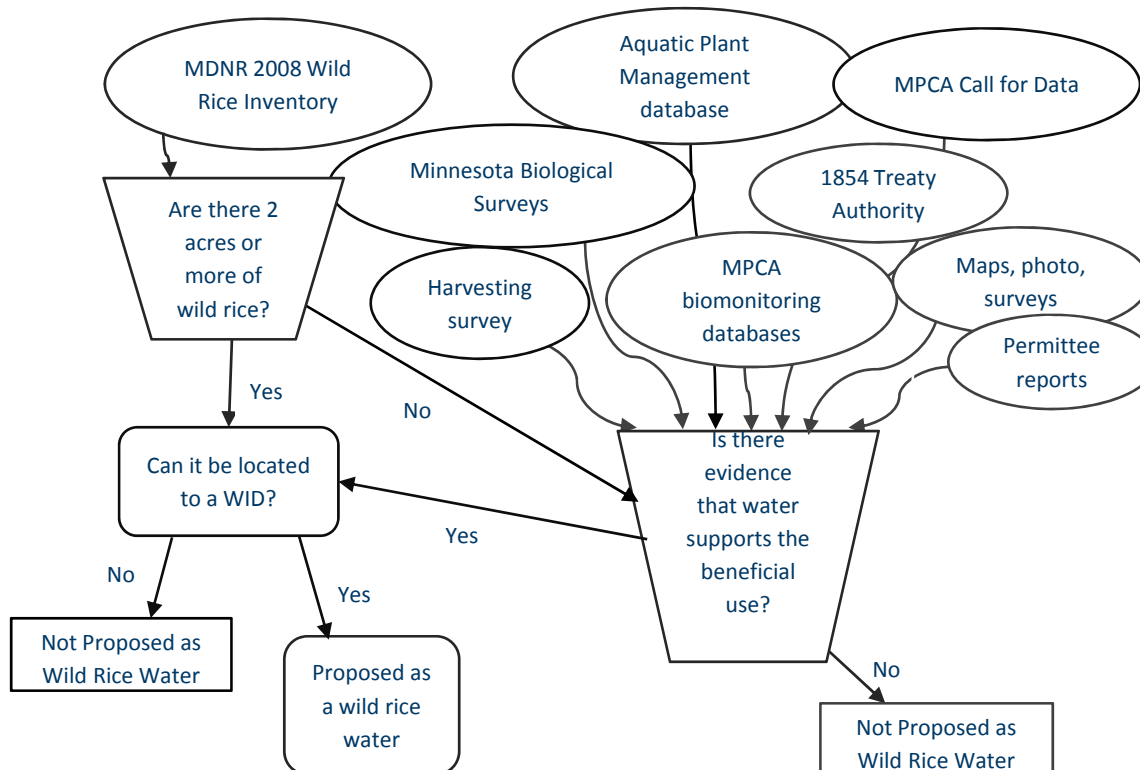 MDNR 2008 Wild
Rice Inventory
Aquatic Plant
Management
database
MPCA Call for Data
Minnesota Biological
Surveys
1854 Treaty
Authority
Are there 2
acres or
more of
wild rice?
Harvesting
survey
MPCA
biomonitoring
databases
Maps, photo,
surveys
Permittee
reports
Yes
No
Can it be located
to a WID?
Is there
evidence
that water
supports the
beneficial
use?
Yes
No
Yes
Not Proposed as
Wild Rice Water
Proposed as
a wild rice
water
No
Not Proposed as
Wild Rice Water